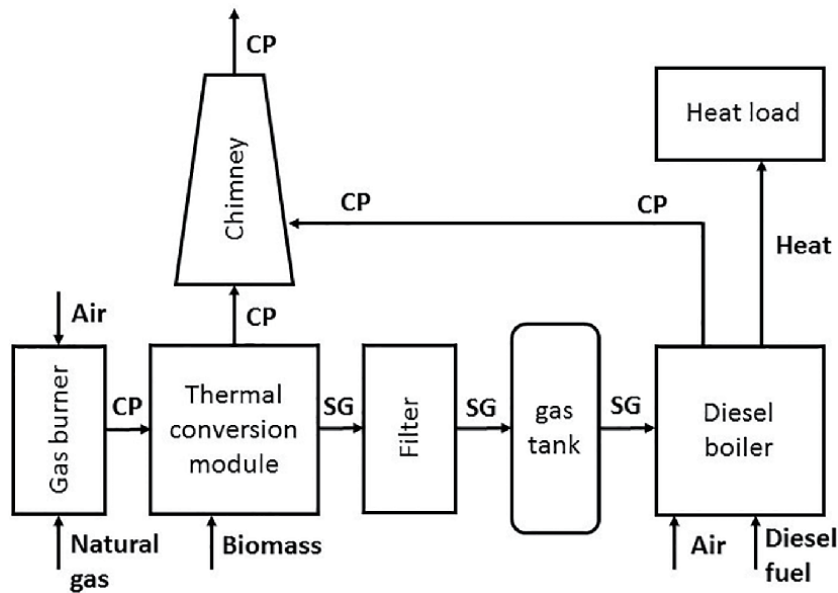 CP
Heat load
Chimney
CP
CP
Heat
Air
CP
Gas burner
CP
Thermal
conversion
module
SG
Filter
SG
gas
tank
SG
Diesel
boiler
Natural
gas
Biomass
Air
Diesel
fuel